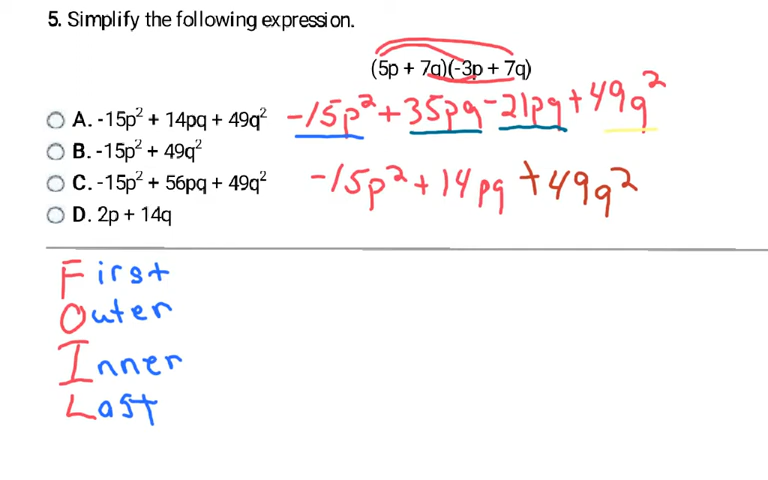 5. Simplify the following expression.
(5p + 7q)(-3p + 7q)
-15p² + 35pq - 21pq + 49q²
A. -15p² + 14pq + 49q²
B. -15p² + 49q²
C. -15p² + 56pq + 49q²
-15p² + 14pq + 49q²
D. 2p + 14q
First
Outer
Inner
Last